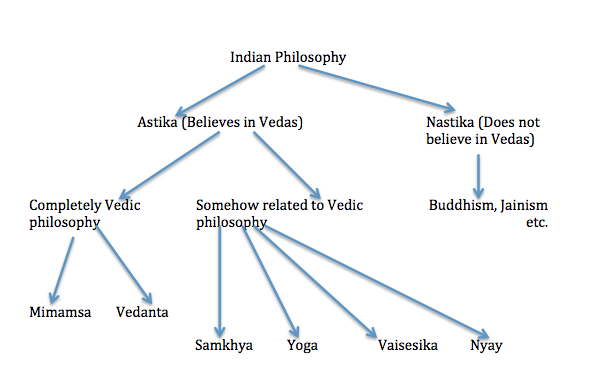 Indian Philosophy
Astika (Believes in Vedas)
Nastika (Does not
believe in Vedas)
Completely Vedic
philosophy
Somehow related to Vedic
philosophy
Buddhism, Jainism
etc.
Mimamsa
Vedanta
Samkhya
Yoga
Vaisesika
Nyay